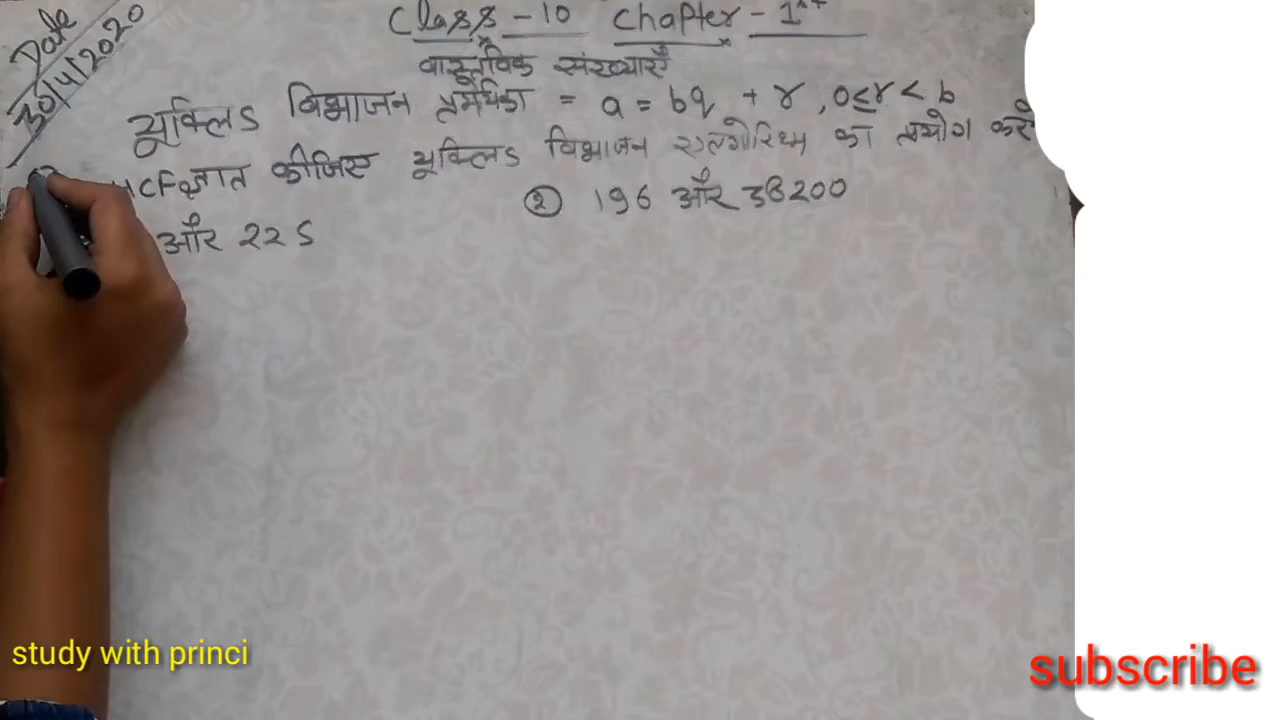 Date
30/4/2020
Class - 10 Chapter - 1st
वास्तविक संख्याएँ
यूक्लिड विभाजन प्रमेयिका = a = bq + r, 0≤r < b
HCF ज्ञात कीजिए यूक्लिड विभाजन एल्गोरिथ्म का प्रयोग करके
② 196 और 38200
और 225
study with princi
subscribe